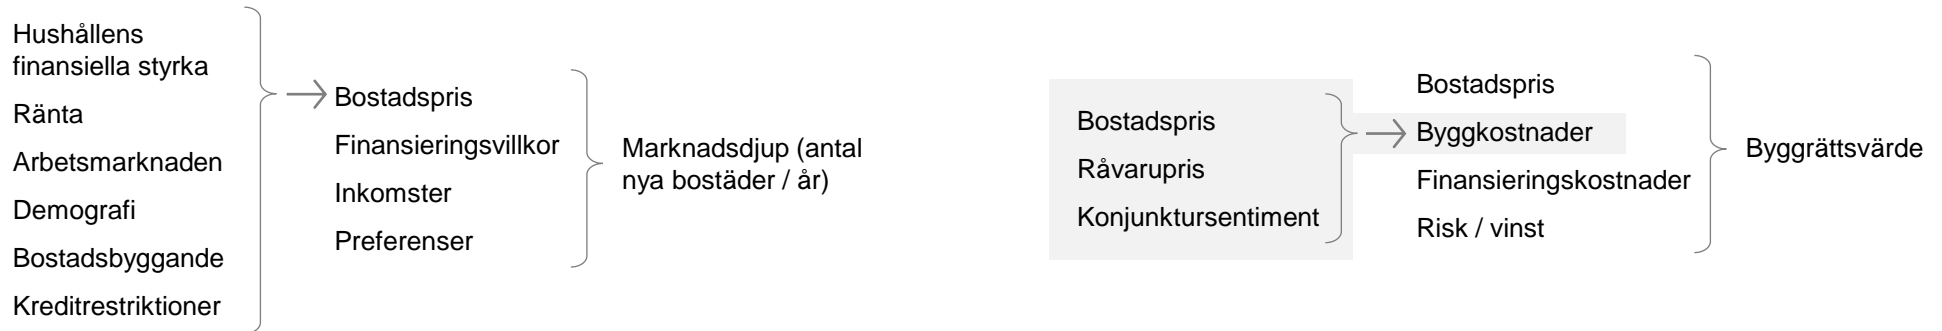 Hushållens
finansiella styrka
Ränta
Arbetsmarknaden
Demografi
Bostadsbyggande
Kreditrestriktioner
Bostadspris
Finansieringsvillkor
Inkomster
Preferenser
Marknadsdjup (antal
nya bostäder / år)
Bostadspris
Råvarupris
Konjunktursentiment
Bostadspris
Byggkostnader
Finansieringskostnader
Risk / vinst
Byggrättsvärde